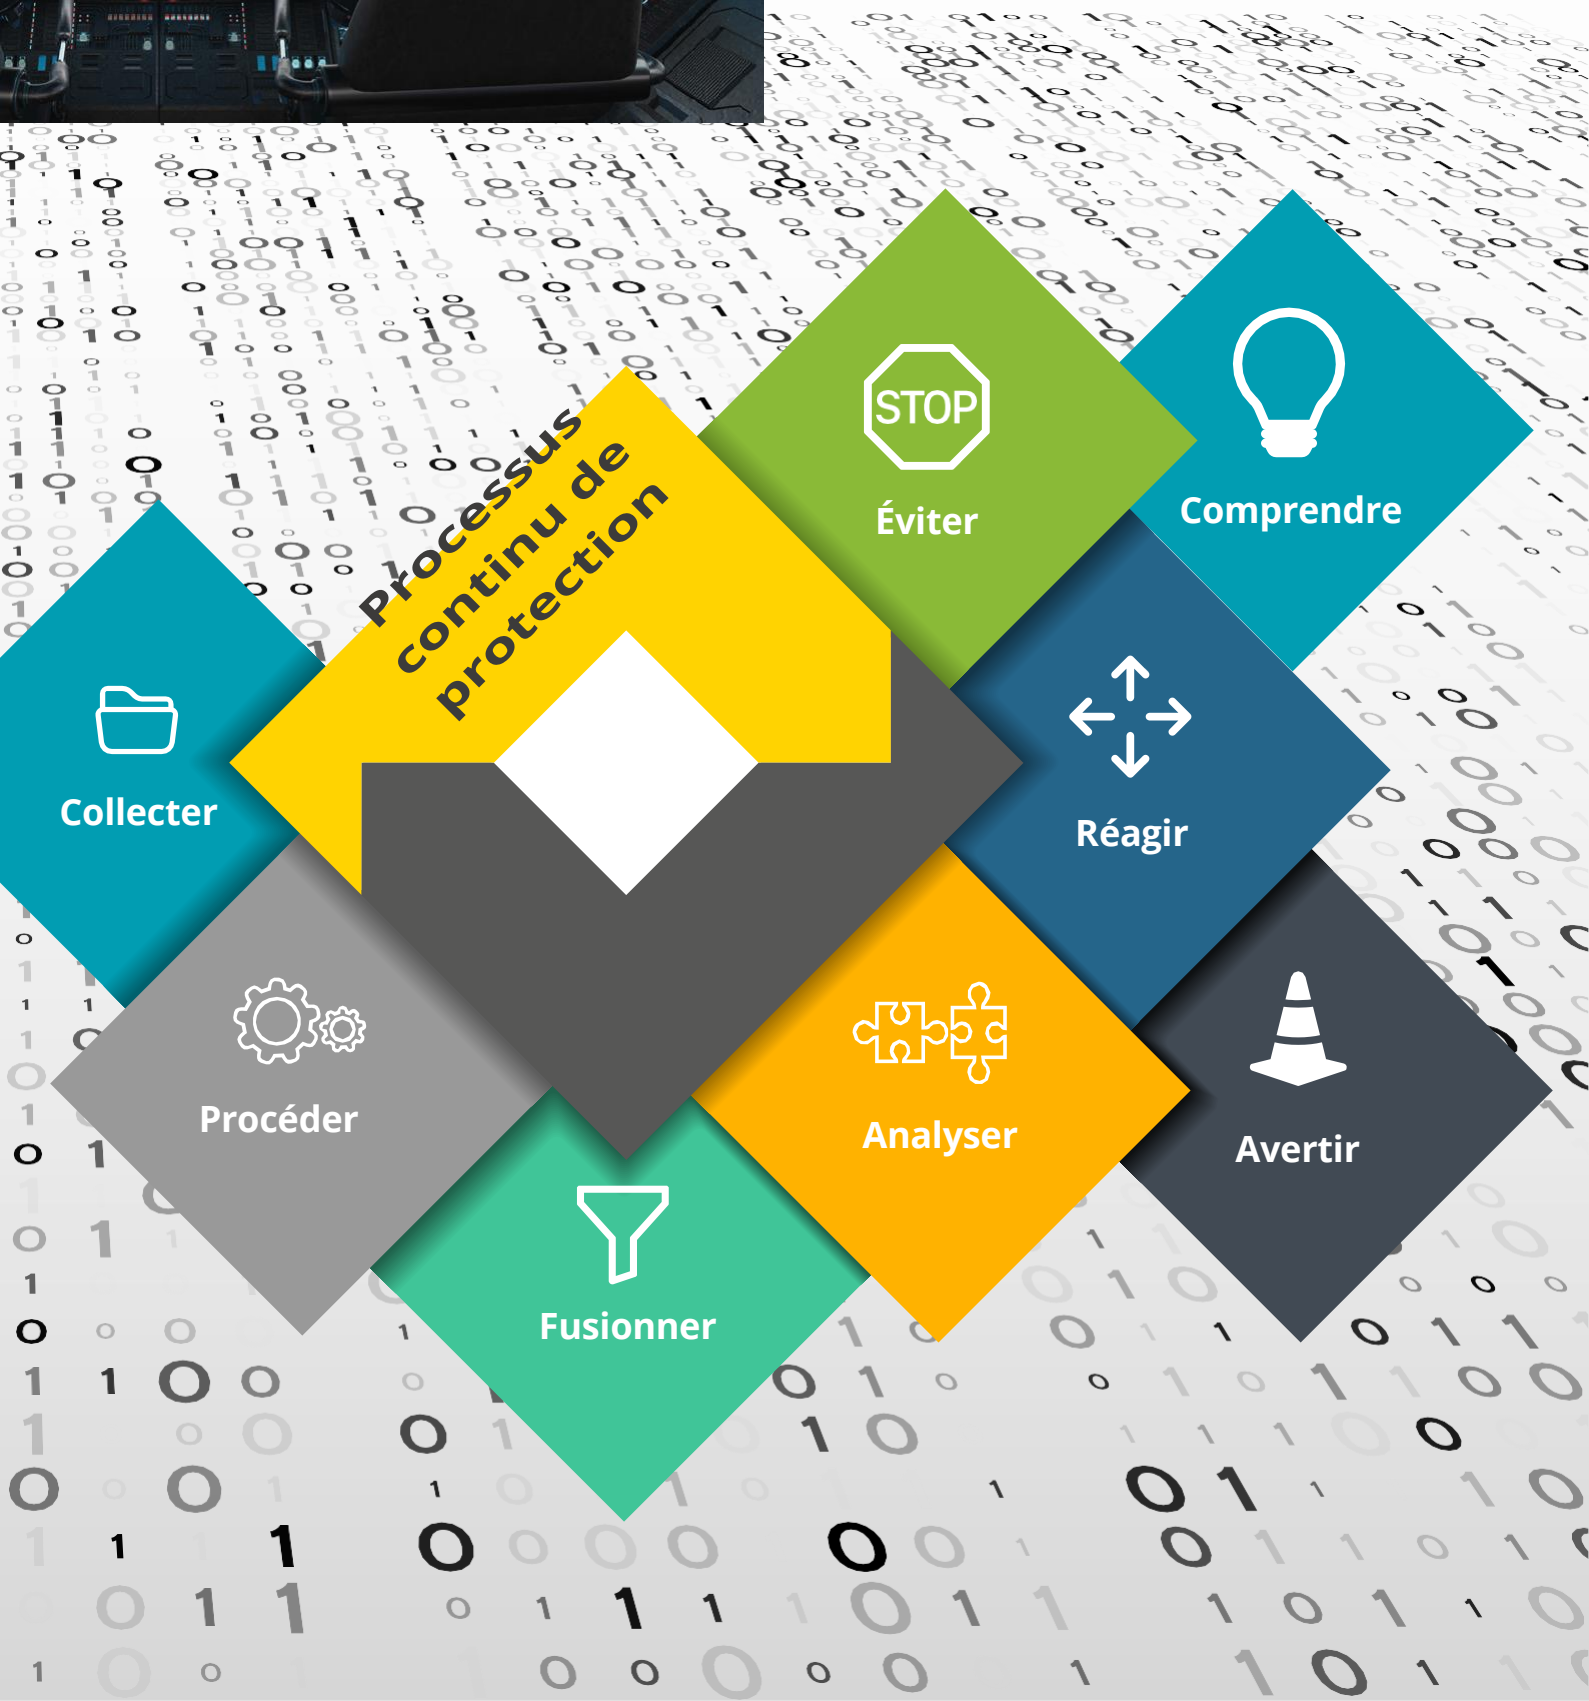 STOP
Éviter
Comprendre
Processus
continu de
protection
Collecter
Réagir
Procéder
Analyser
Avertir
Fusionner